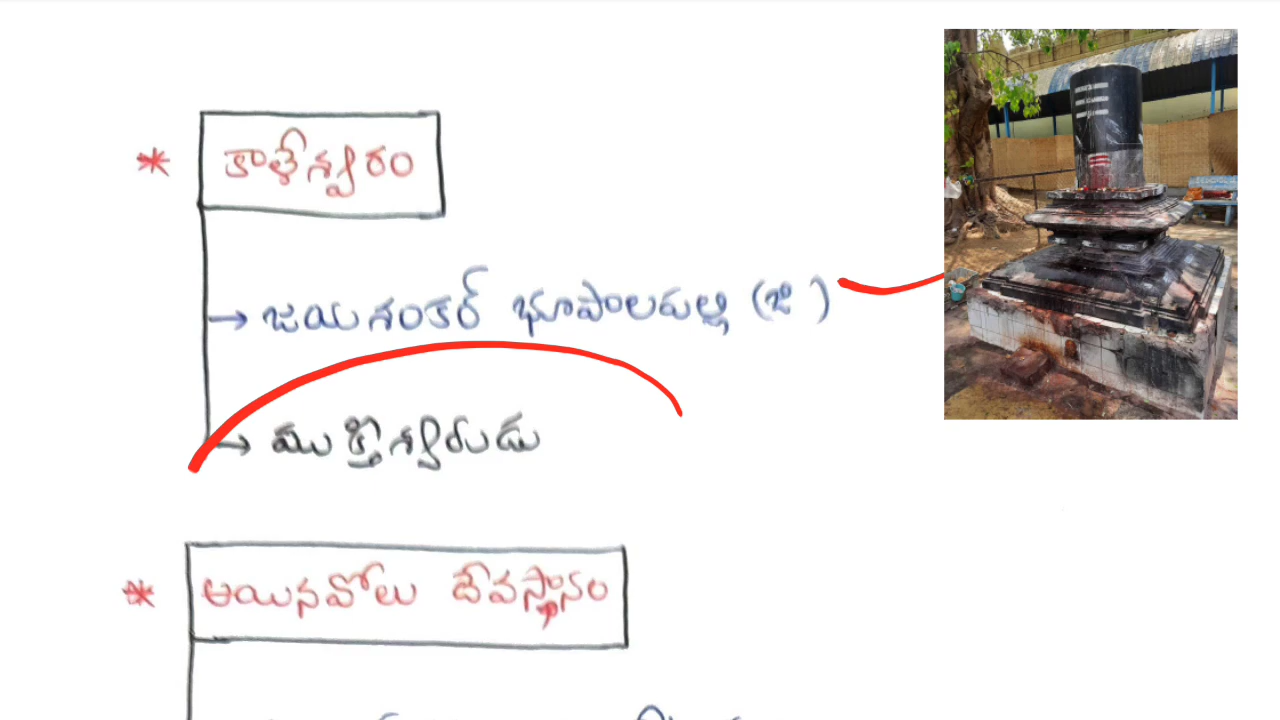 * కాళేశ్వరం
→ జయశంకర్ భూపాలపల్లి (జి)
→ ముక్తీశ్వరుడు
* అయినవోలు దేవస్థానం